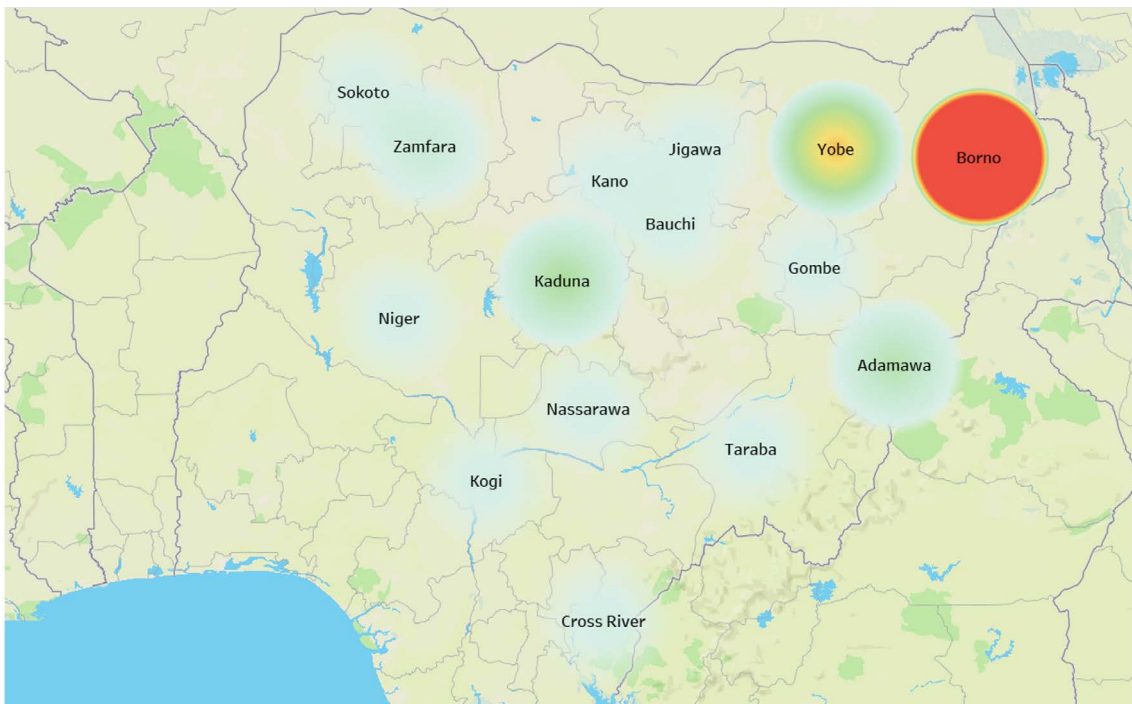 Sokoto
Zamfara
Jigawa
Yobe
Borno
Kano
Bauchi
Gombe
Kaduna
Niger
Adamawa
Nassarawa
Taraba
Kogi
Cross River